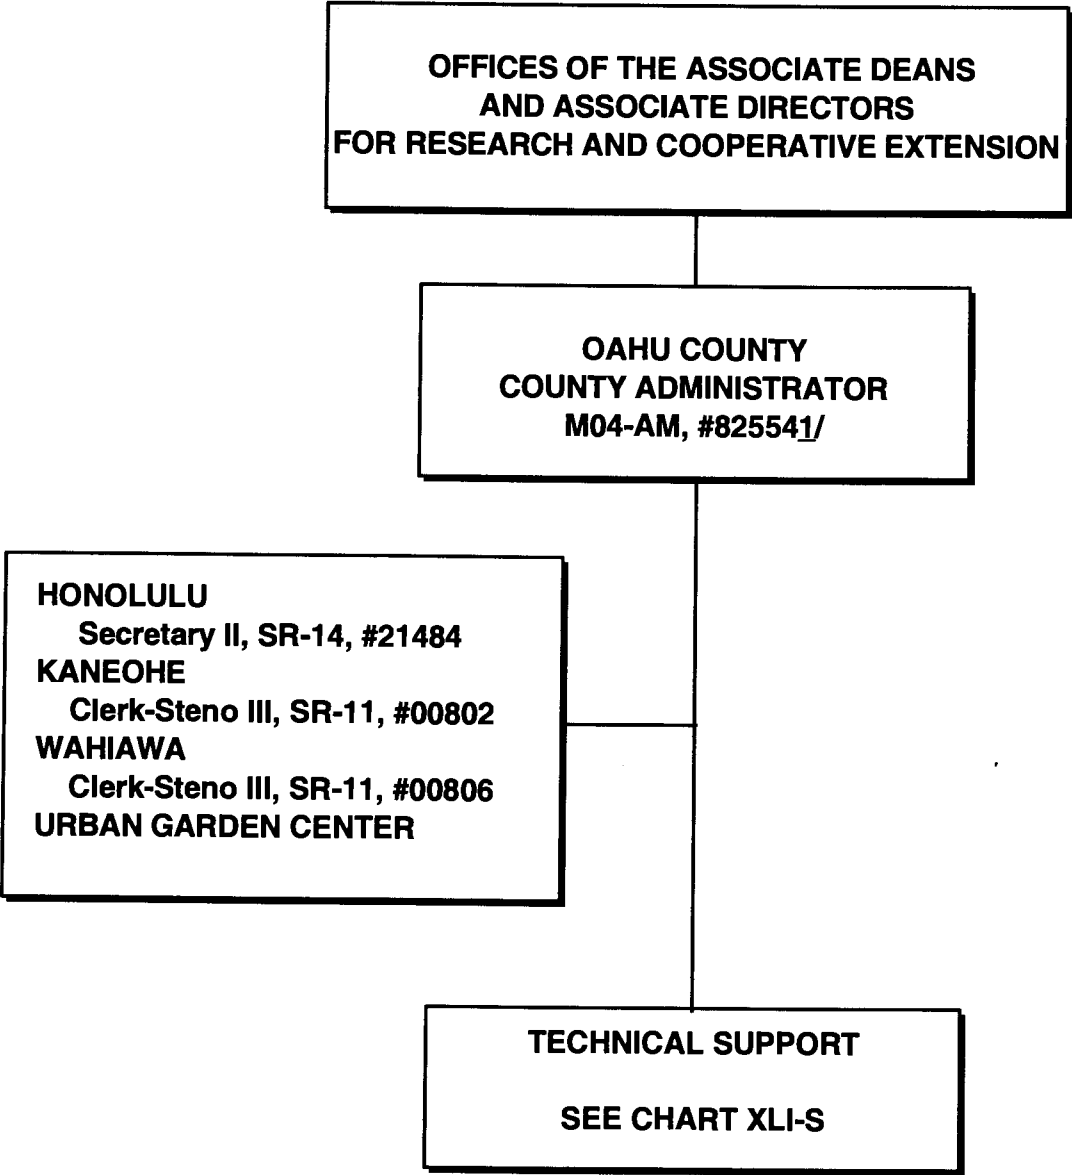 OFFICES OF THE ASSOCIATE DEANS
AND ASSOCIATE DIRECTORS
FOR RESEARCH AND COOPERATIVE EXTENSION
OAHU COUNTY
COUNTY ADMINISTRATOR
M04-AM, #825541/
HONOLULU
Secretary II, SR-14, #21484
KANEOHE
Clerk-Steno III, SR-11, #00802
WAHIAWA
Clerk-Steno III, SR-11, #00806
URBAN GARDEN CENTER
TECHNICAL SUPPORT
SEE CHART XLI-S